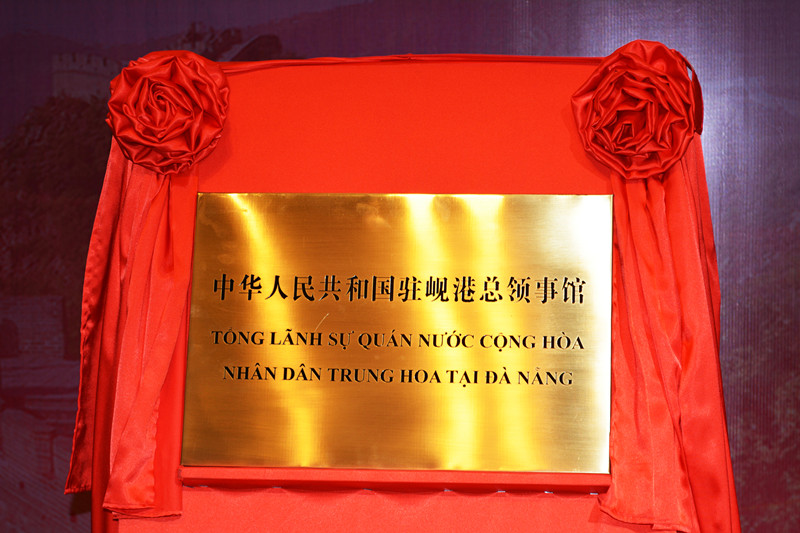 中华人民共和国驻岘港总领事馆
TỔNG LÃNH SỰ QUÁN NƯỚC CỘNG HÒA
NHÂN DÂN TRUNG HOA TẠI ĐÀ NẴNG